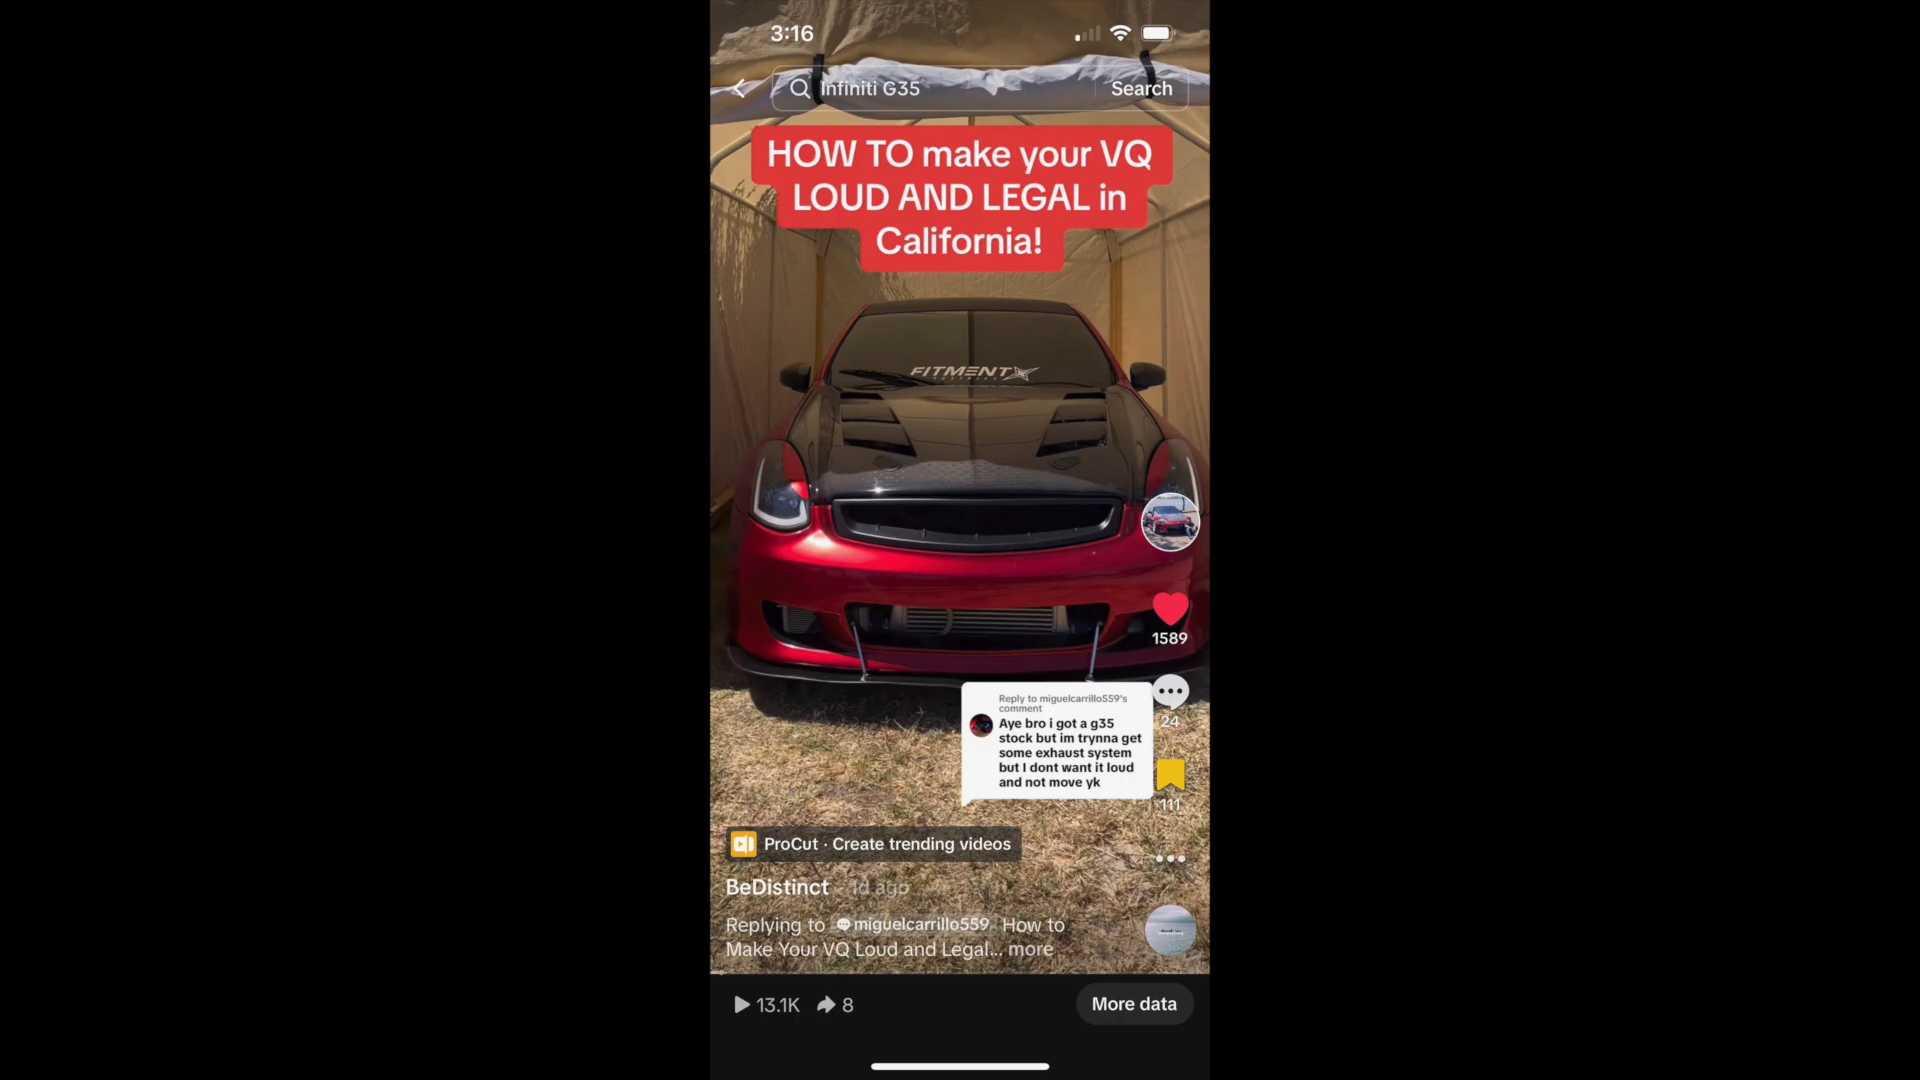 3:16
Infiniti G35
Search
HOW TO make your VQ
LOUD AND LEGAL in
California!
FITMENT
1589
Reply to miguelcarrillo559's
comment
Aye bro i got a g35
stock but im trynna get
some exhaust system
but I dont want it loud
and not move yk
24
111
ProCut · Create trending videos
BeDistinct · 1d ago
Replying to miguelcarrillo559 How to
Make Your VQ Loud and Legal... more
13.1K
8
More data